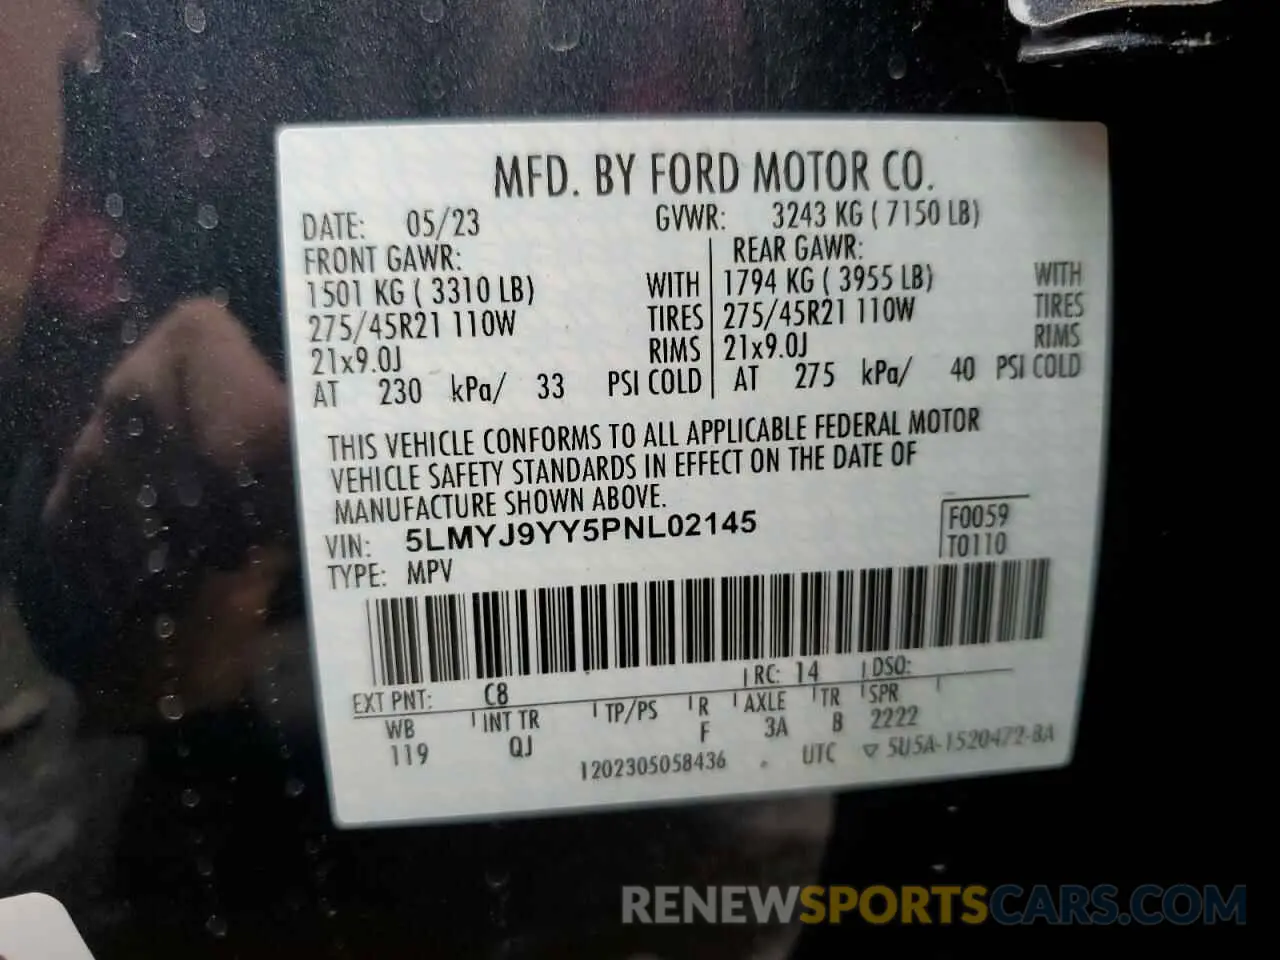 MFD. BY FORD MOTOR CO.
DATE: 05/23 GVWR: 3243 KG ( 7150 LB)
FRONT GAWR: REAR GAWR:
1501 KG ( 3310 LB) WITH 1794 KG ( 3955 LB) WITH
275/45R21 110W TIRES 275/45R21 110W TIRES
21x9.0J RIMS 21x9.0J RIMS
AT 230 kPa/ 33 PSI COLD AT 275 kPa/ 40 PSI COLD
THIS VEHICLE CONFORMS TO ALL APPLICABLE FEDERAL MOTOR
VEHICLE SAFETY STANDARDS IN EFFECT ON THE DATE OF
MANUFACTURE SHOWN ABOVE.
VIN: 5LMYJ9YY5PNL02145 F0059
TYPE: MPV T0110
EXT PNT: C8 RC: 14 DSO:
WB INT TR TP/PS R AXLE TR SPR
119 QJ F 3A B 2222
1202305058436 . UTC ▽ 5U5A-1520472-BA
RENEWSPORTSCARS.COM